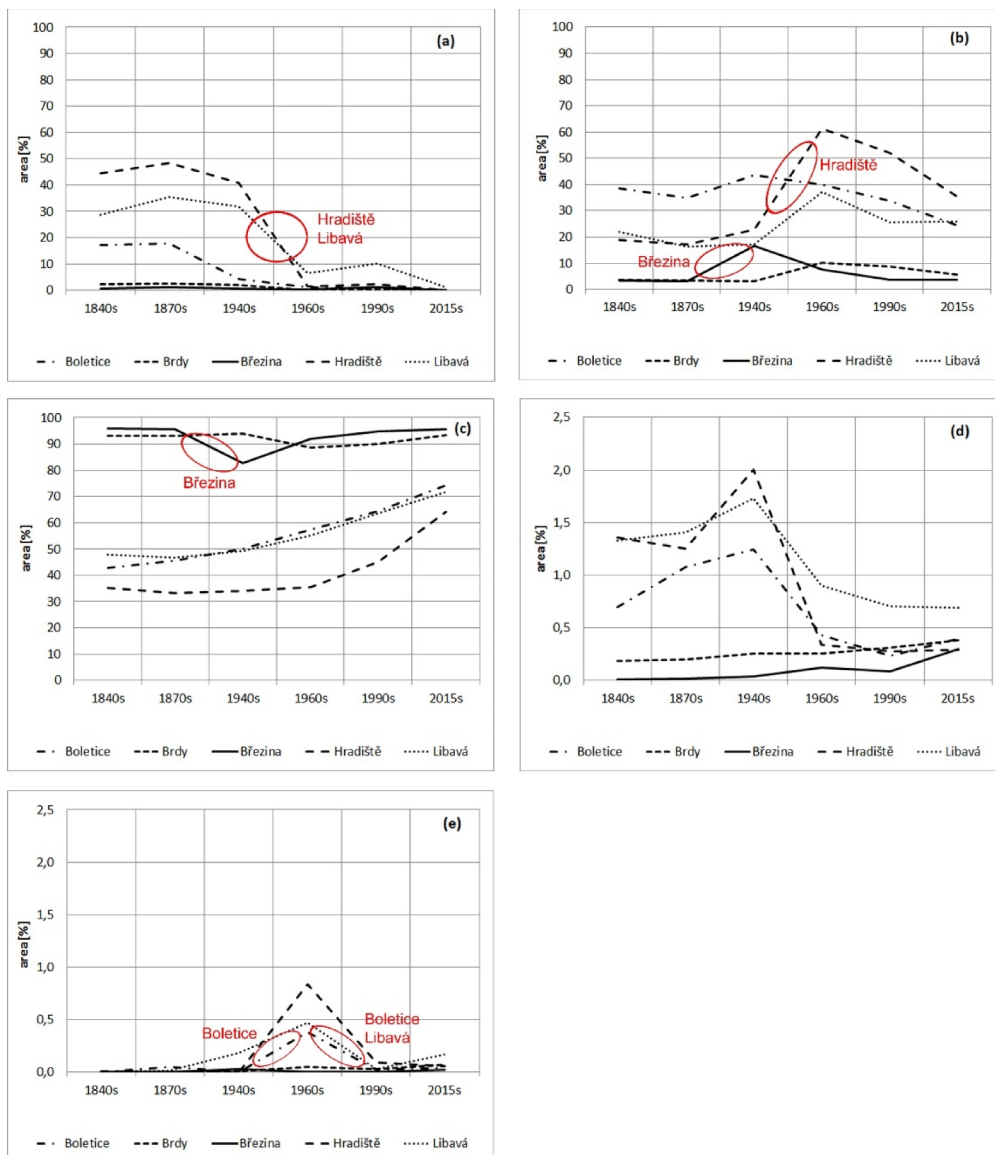 (a)
100
90
80
70
60
50
40
30
20
10
0
area[%]
Hradiště
Libavá
1840s 1870s 1940s 1960s 1990s 2015s
Boletice Brdy Březina Hradiště Libavá
(b)
100
90
80
70
60
50
40
30
20
10
0
area[%]
Hradiště
Březina
1840s 1870s 1940s 1960s 1990s 2015s
Boletice Brdy Březina Hradiště Libavá
(c)
100
90
80
70
60
50
40
30
20
10
0
area[%]
Březina
1840s 1870s 1940s 1960s 1990s 2015s
Boletice Brdy Březina Hradiště Libavá
(d)
2,5
2,0
1,5
1,0
0,5
0,0
area[%]
1840s 1870s 1940s 1960s 1990s 2015s
Boletice Brdy Březina Hradiště Libavá
(e)
2,5
2,0
1,5
1,0
0,5
0,0
area[%]
Boletice
Boletice
Libavá
1840s 1870s 1940s 1960s 1990s 2015s
Boletice Brdy Březina Hradiště Libavá